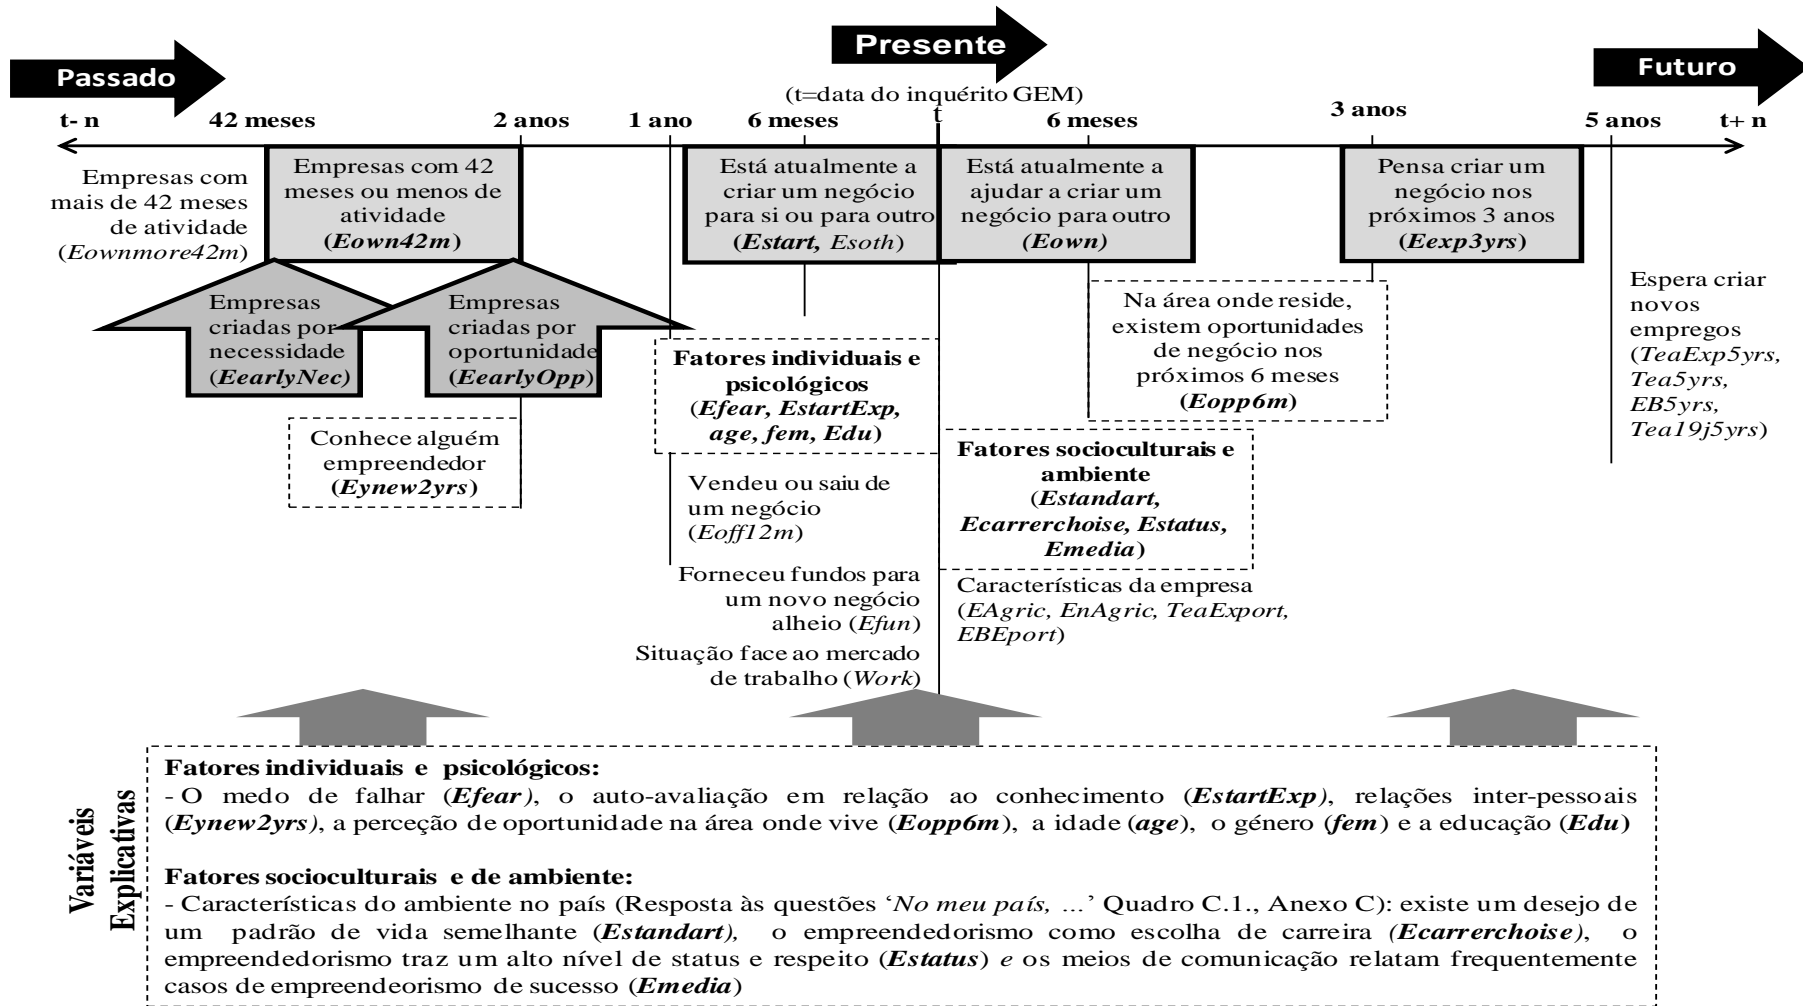 Passado
Presente
Futuro
(t=data do inquérito GEM)
t- n
42 meses
2 anos
1 ano
6 meses
t
6 meses
3 anos
5 anos
t+ n
Empresas com
mais de 42 meses
de atividade
(Eownmore42m)
Empresas com 42
meses ou menos de
atividade
(Eown42m)
Está atualmente a
criar um negócio
para si ou para outro
(Estart, Esoth)
Está atualmente a
ajudar a criar um
negócio para outro
(Eown)
Pensa criar um
negócio nos
próximos 3 anos
(Eexp3yrs)
Empresas
criadas por
necessidade
(EearlyNec)
Empresas
criadas por
oportunidade
(EearlyOpp)
Na área onde reside,
existem oportunidades
de negócio nos
próximos 6 meses
(Eopp6m)
Espera criar
novos
empregos
(TeaExp5yrs,
Tea5yrs,
EB5yrs,
Tea19j5yrs)
Fatores individuais e
psicológicos
(Efear, EstartExp,
age, fem, Edu)
Conhece alguém
empreendedor
(Eynew2yrs)
Fatores socioculturais e
ambiente
(Estandart,
Ecarrerchoise, Estatus,
Emedia)
Vendeu ou saiu de
um negócio
(Eoff12m)
Forneceu fundos para
um novo negócio
alheio (Efun)
Características da empresa
(EAgric, EnAgric, TeaExport,
EBEport)
Situação face ao mercado
de trabalho (Work)
Variáveis
Explicativas
Fatores individuais e psicológicos:
- O medo de falhar (Efear), o auto-avaliação em relação ao conhecimento (EstartExp), relações inter-pessoais
(Eynew2yrs), a perceção de oportunidade na área onde vive (Eopp6m), a idade (age), o género (fem) e a educação (Edu)
Fatores socioculturais e de ambiente:
- Características do ambiente no país (Resposta às questões ‘No meu país, …’ Quadro C.1., Anexo C): existe um desejo de
um padrão de vida semelhante (Estandart), o empreendedorismo como escolha de carreira (Ecarrerchoise), o
empreendedorismo traz um alto nível de status e respeito (Estatus) e os meios de comunicação relatam frequentemente
casos de empreendeorismo de sucesso (Emedia)